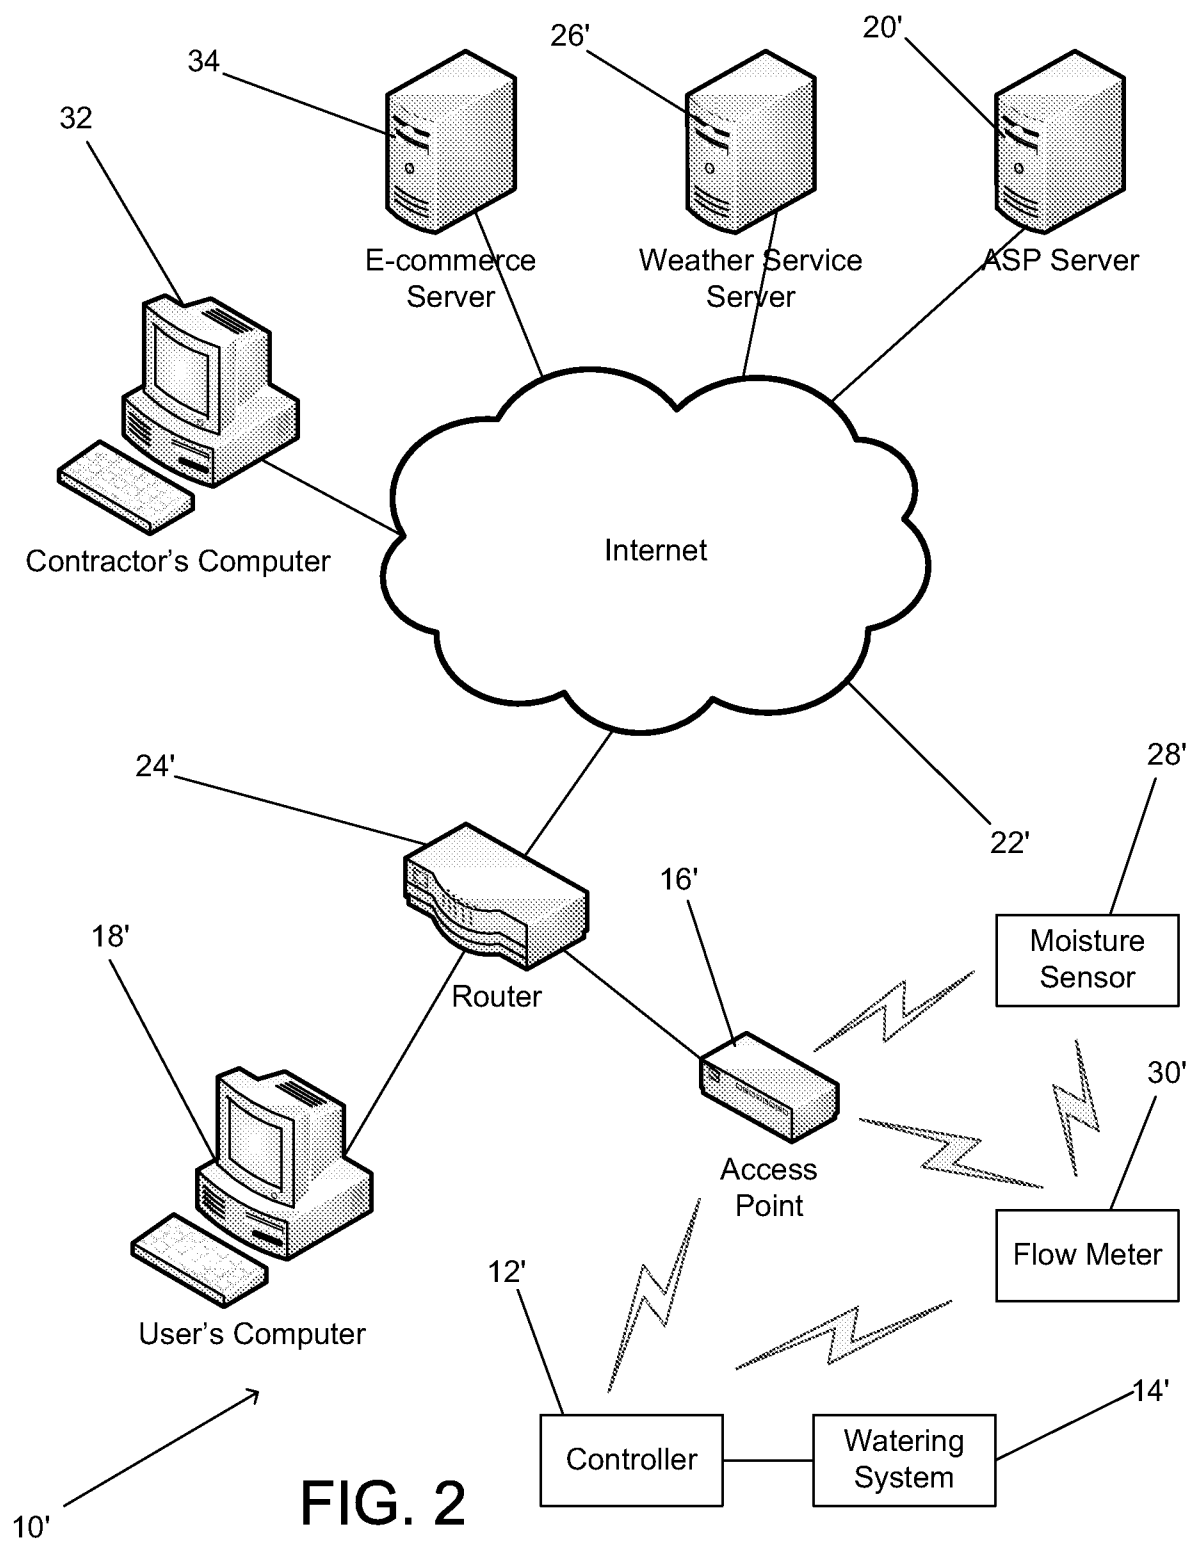 20'
26'
34
32
E-commerce
Server
Weather Service
Server
ASP Server
Internet
Contractor's Computer
24'
28'
22'
16'
18'
Moisture
Sensor
Router
30'
Access
Point
Flow Meter
12'
User's Computer
14'
Controller
Watering
System
FIG. 2
10'